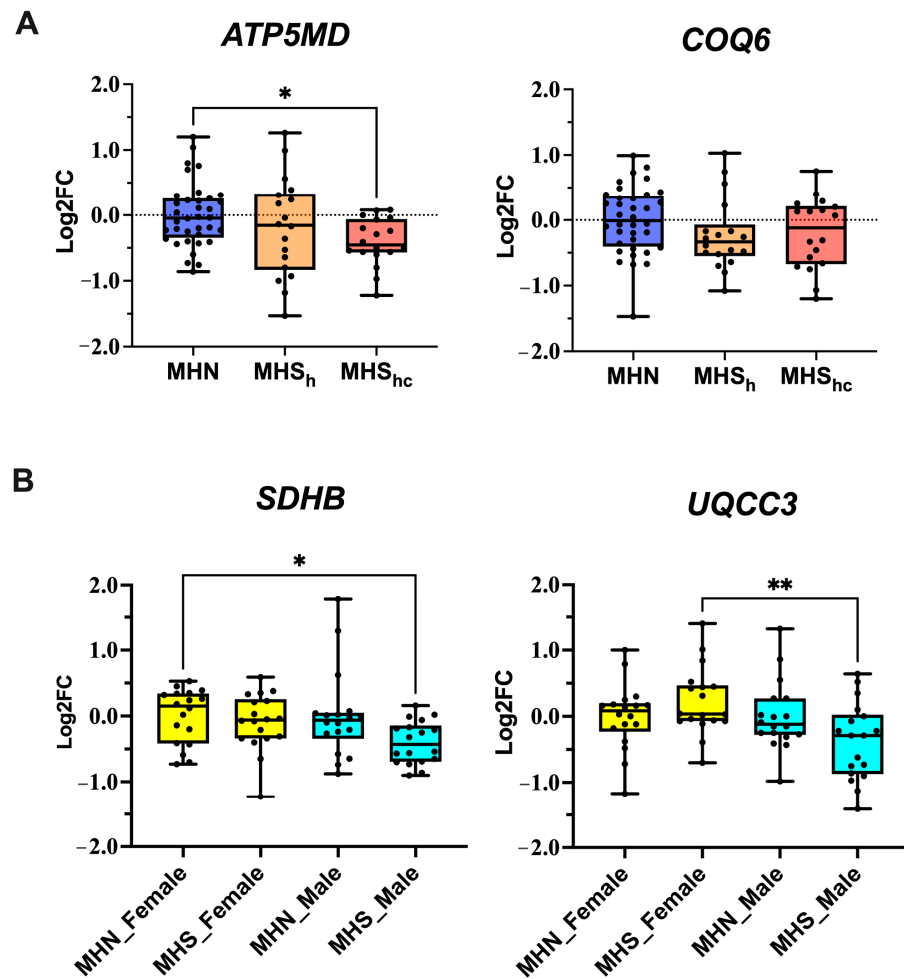 A
ATP5MD
COQ6
Log2FC
2.0
1.0
0.0
−1.0
−2.0
*
MHN
MHSh
MHShc
Log2FC
2.0
1.0
0.0
−1.0
−2.0
MHN
MHSh
MHShc
B
SDHB
UQCC3
Log2FC
2.0
1.0
0.0
−1.0
−2.0
*
MHN_Female
MHS_Female
MHN_Male
MHS_Male
Log2FC
2.0
1.0
0.0
−1.0
−2.0
**
MHN_Female
MHS_Female
MHN_Male
MHS_Male